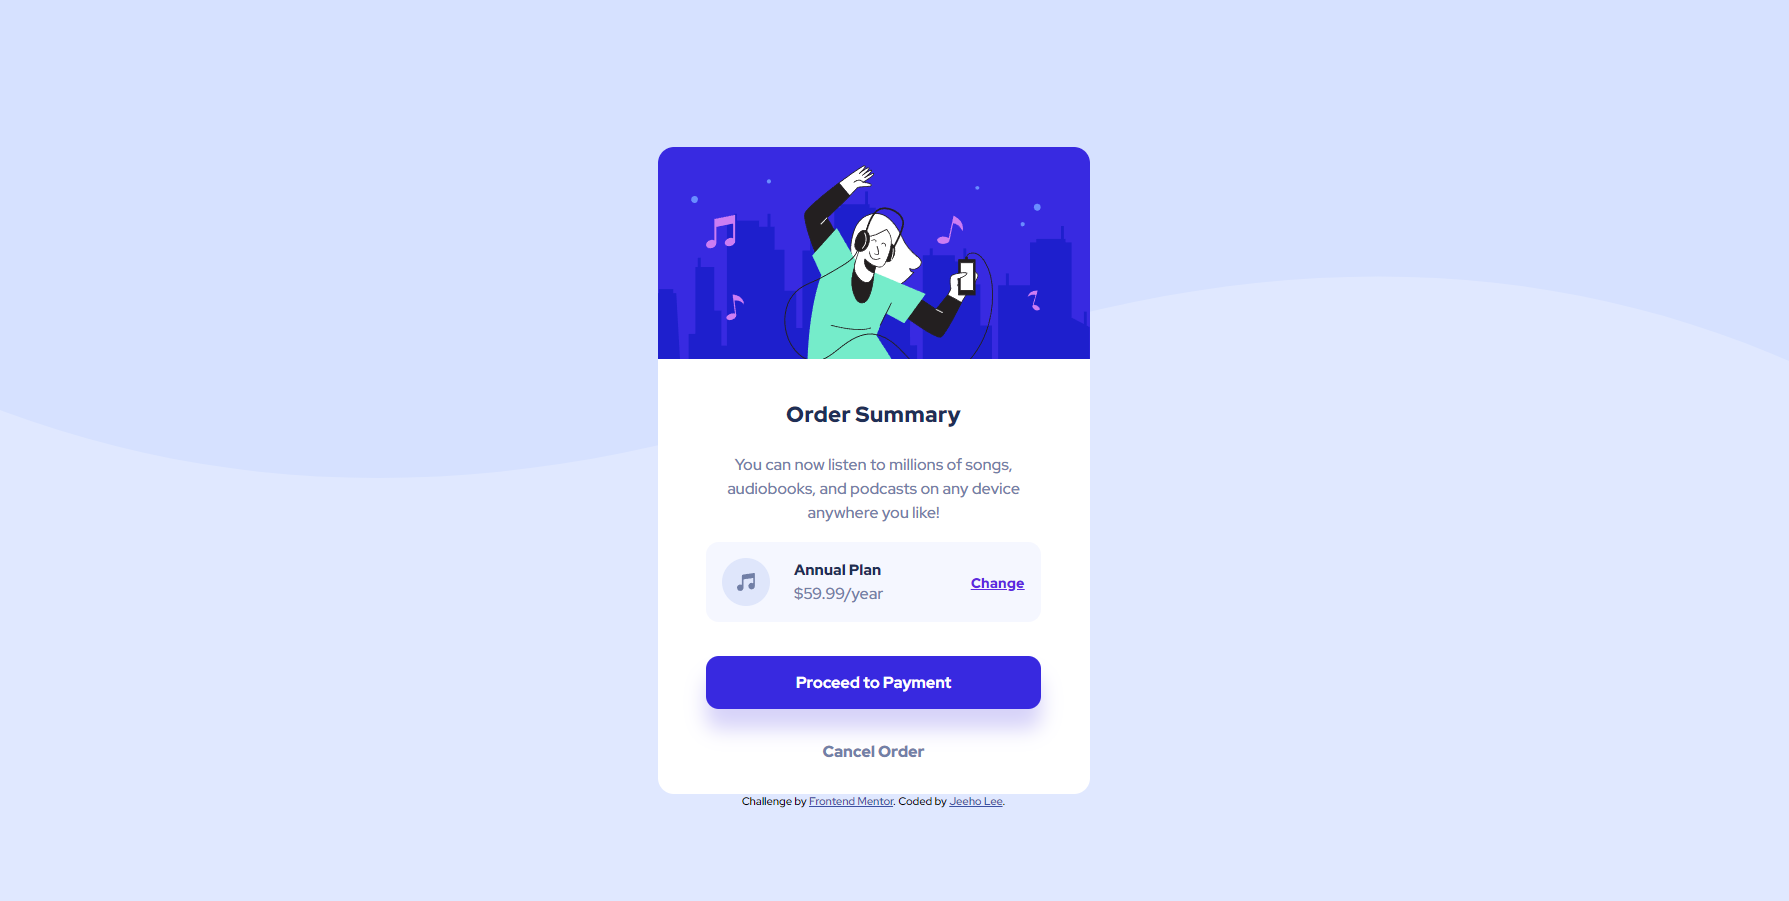 Order Summary
You can now listen to millions of songs,
audiobooks, and podcasts on any device
anywhere you like!
Annual Plan
$59.99/year
Change
Proceed to Payment
Cancel Order
Challenge by Frontend Mentor. Coded by Jeeho Lee.